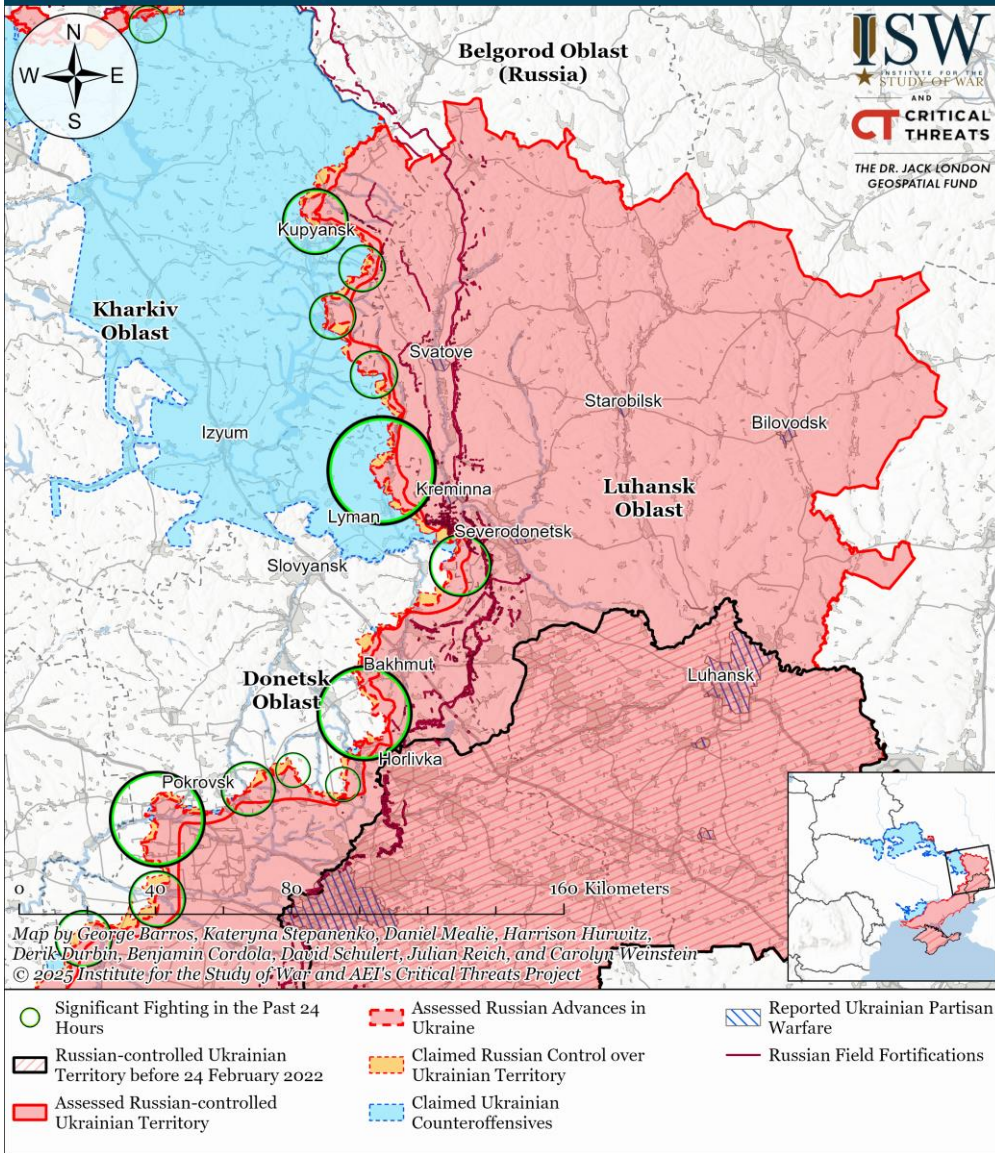 N
W E
S
Belgorod Oblast
(Russia)
ISW
INSTITUTE FOR THE
STUDY OF WAR
AND
CT CRITICAL
THREATS
THE DR. JACK LONDON
GEOSPATIAL FUND
Kupyansk
Kharkiv
Oblast
Svatove
Starobilsk
Bilovodsk
Izyum
Kreminna
Luhansk
Oblast
Lyman
Severodonetsk
Slovyansk
Bakhmut
Luhansk
Donetsk
Oblast
Horlivka
Pokrovsk
0 40 80 160 Kilometers
Map by George Barros, Kateryna Stepanenko, Daniel Mealie, Harrison Hurwitz,
Derik Durbin, Benjamin Cordola, David Schulert, Julian Reich, and Carolyn Weinstein
© 2025 Institute for the Study of War and AEI's Critical Threats Project
Significant Fighting in the Past 24
Hours
Russian-controlled Ukrainian
Territory before 24 February 2022
Assessed Russian-controlled
Ukrainian Territory
Assessed Russian Advances in
Ukraine
Claimed Russian Control over
Ukrainian Territory
Claimed Ukrainian
Counteroffensives
Reported Ukrainian Partisan
Warfare
Russian Field Fortifications